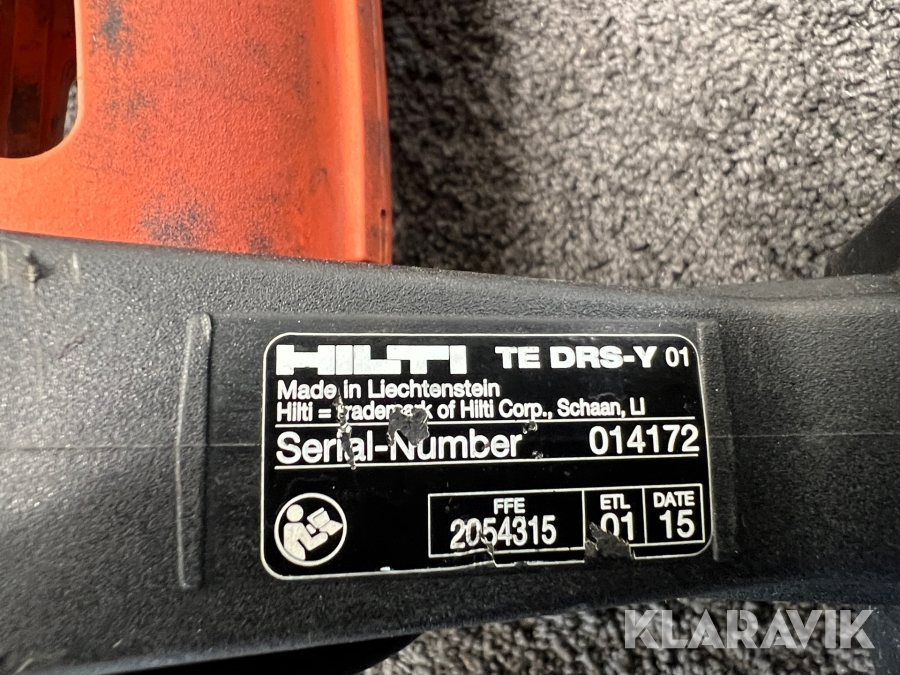 HILTI TE DRS-Y 01
Made in Liechtenstein
Hilti = trademark of Hilti Corp., Schaan, LI
Serial-Number 014172
FFE ETL DATE
2054315 01 15
KLARAVIK